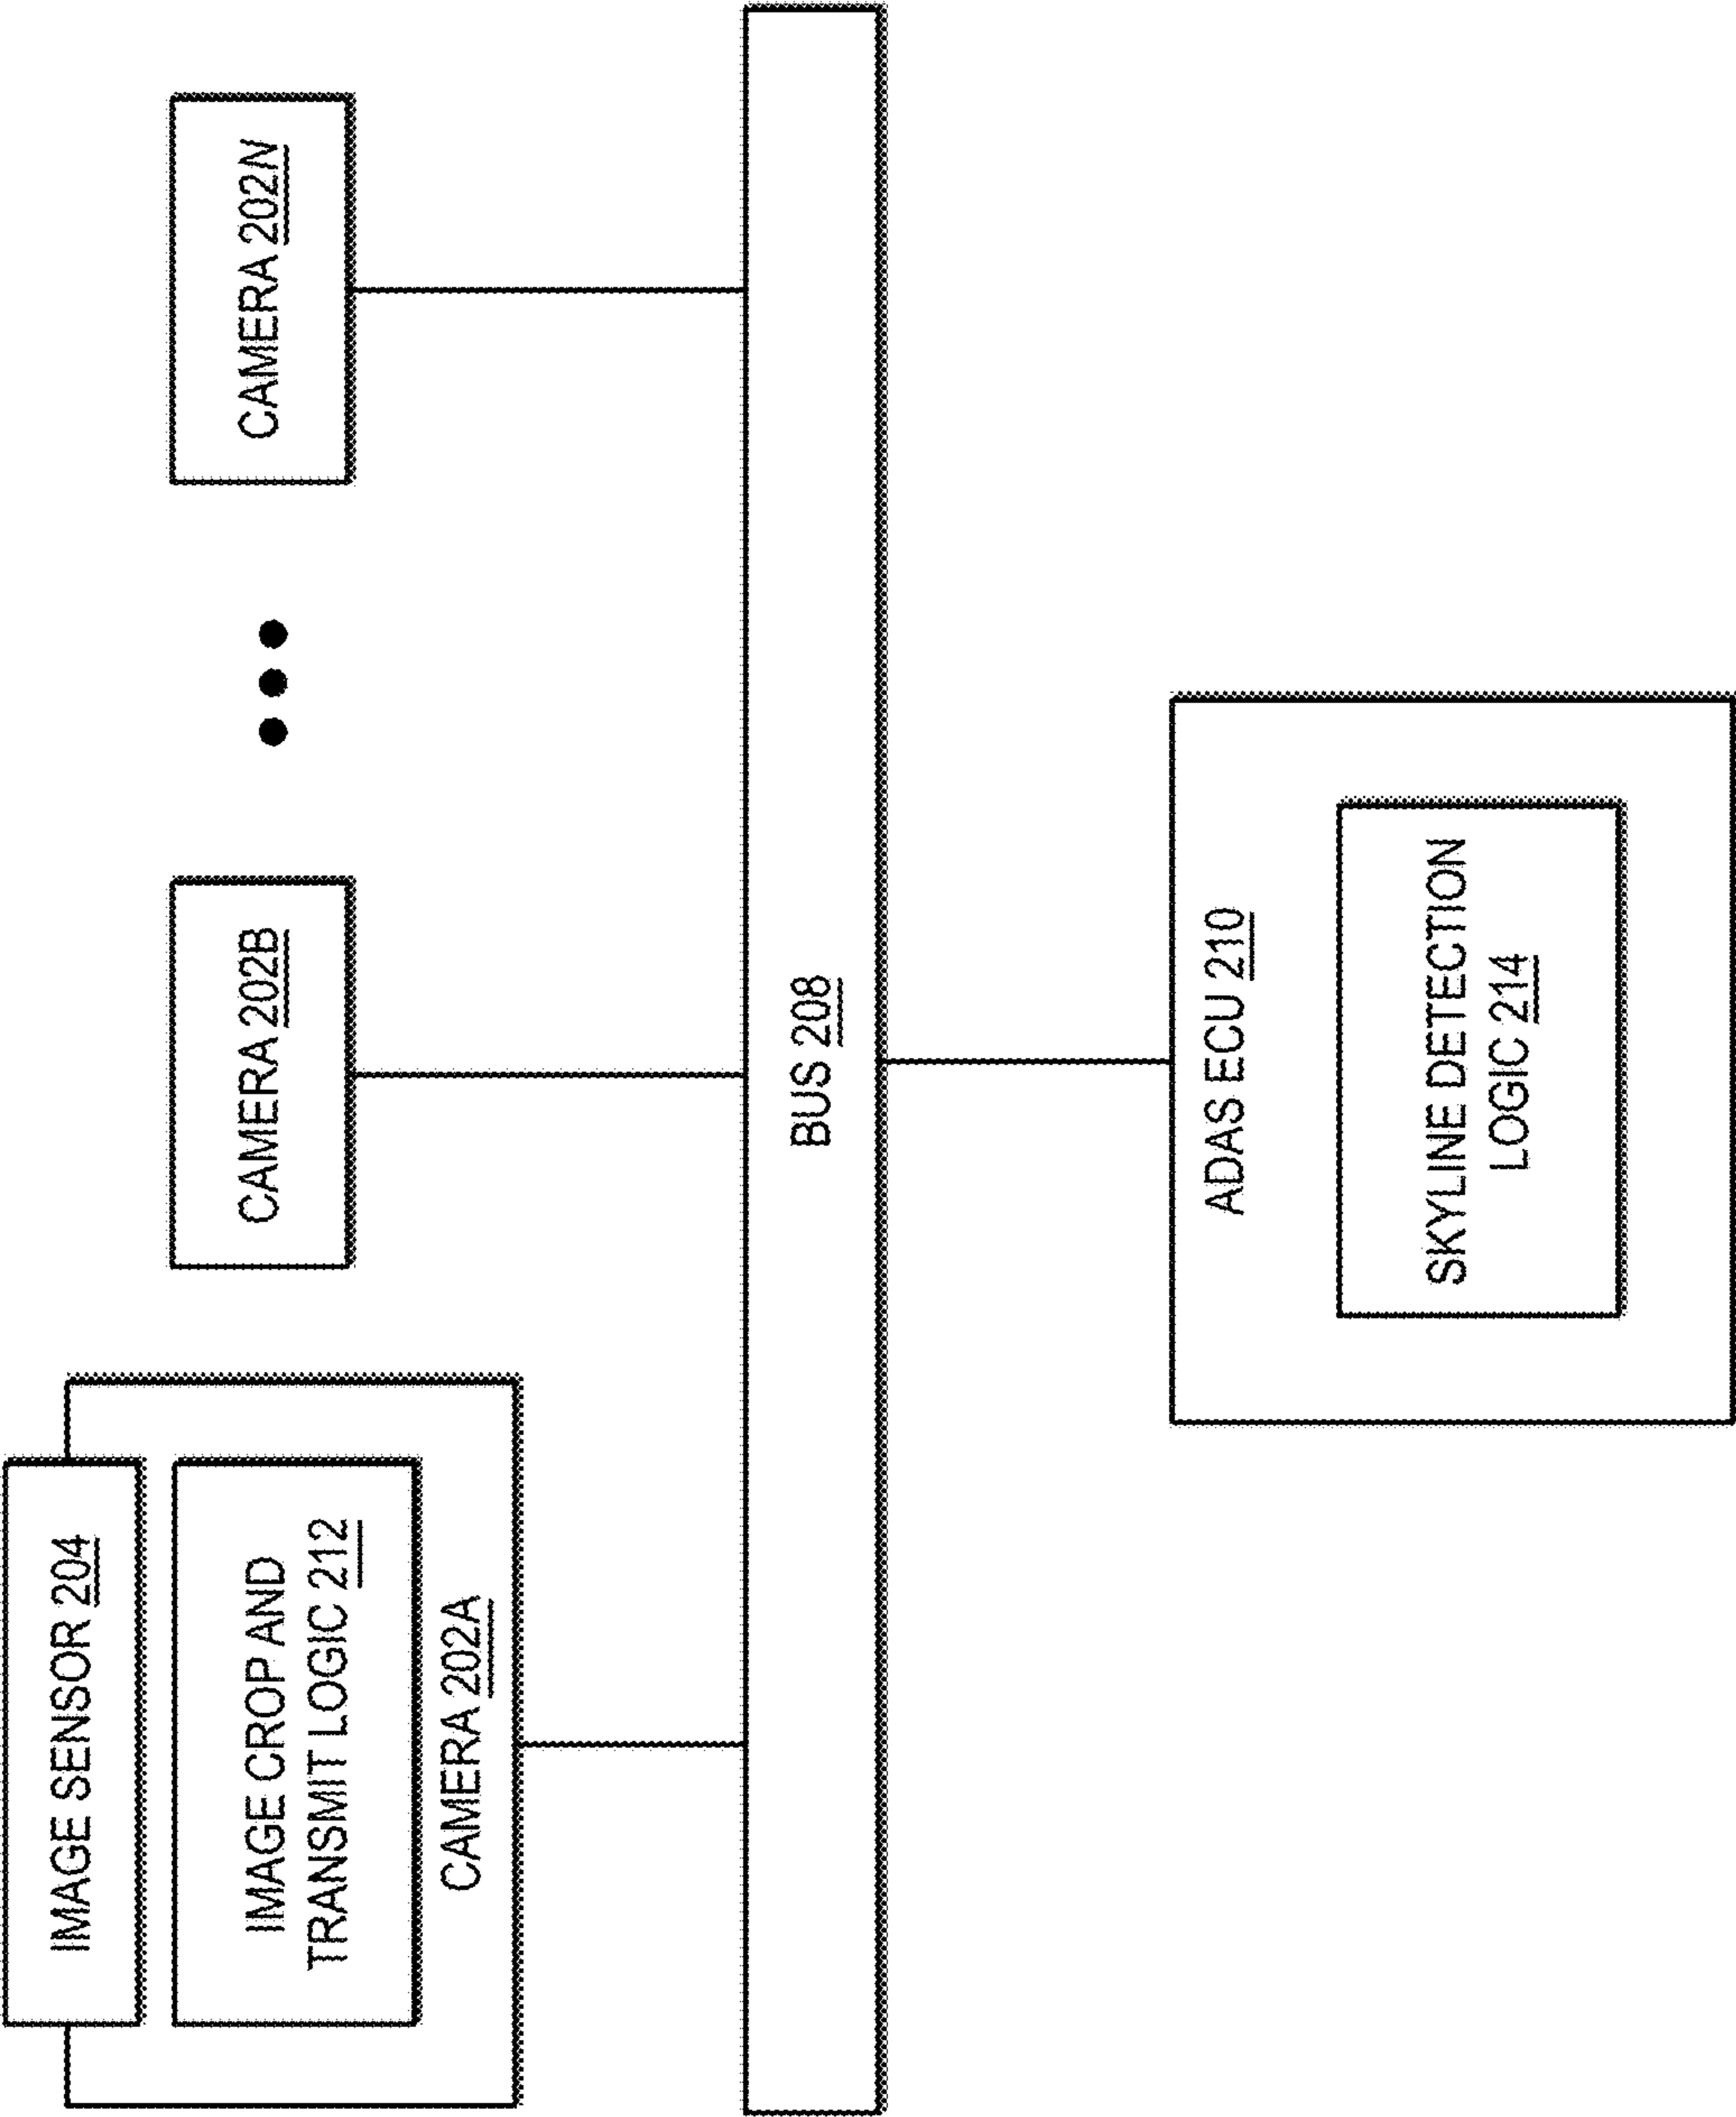 IMAGE SENSOR 204
IMAGE CROP AND
TRANSMIT LOGIC 212
CAMERA 202A
CAMERA 202B
CAMERA 202N
BUS 208
ADAS ECU 210
SKYLINE DETECTION
LOGIC 214